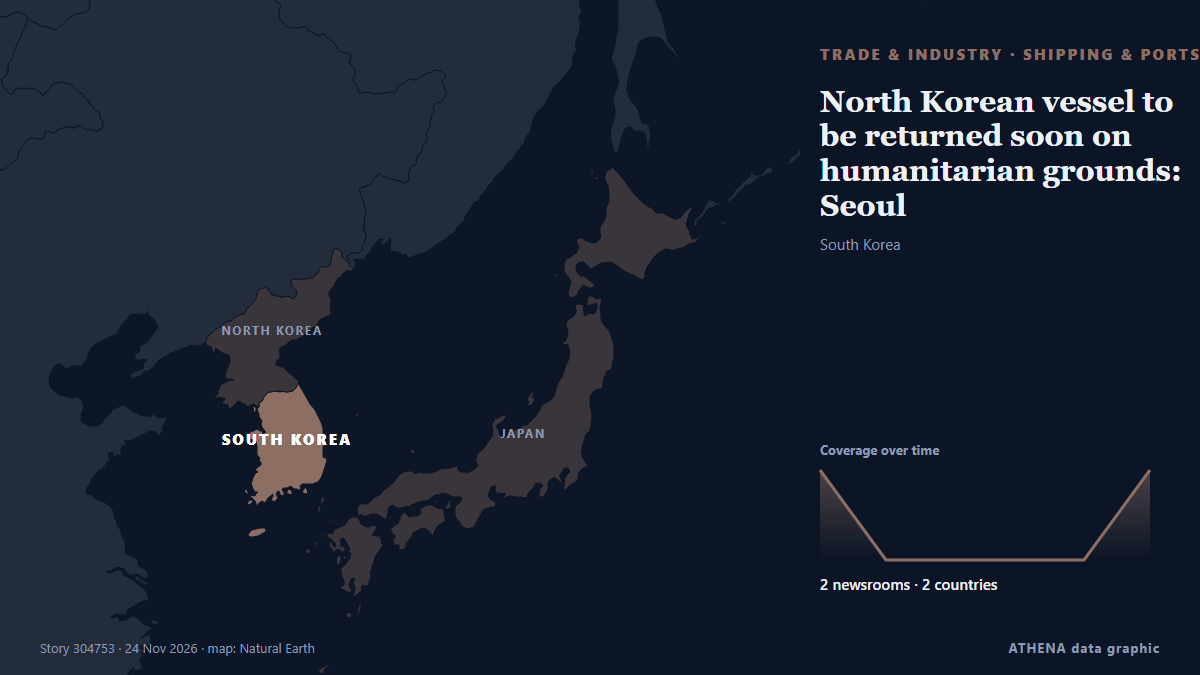 TRADE & INDUSTRY · SHIPPING & PORTS
North Korean vessel to
be returned soon on
humanitarian grounds:
Seoul
South Korea
NORTH KOREA
SOUTH KOREA
JAPAN
Coverage over time
2 newsrooms · 2 countries
Story 304753 · 24 Nov 2026 · map: Natural Earth
ATHENA data graphic